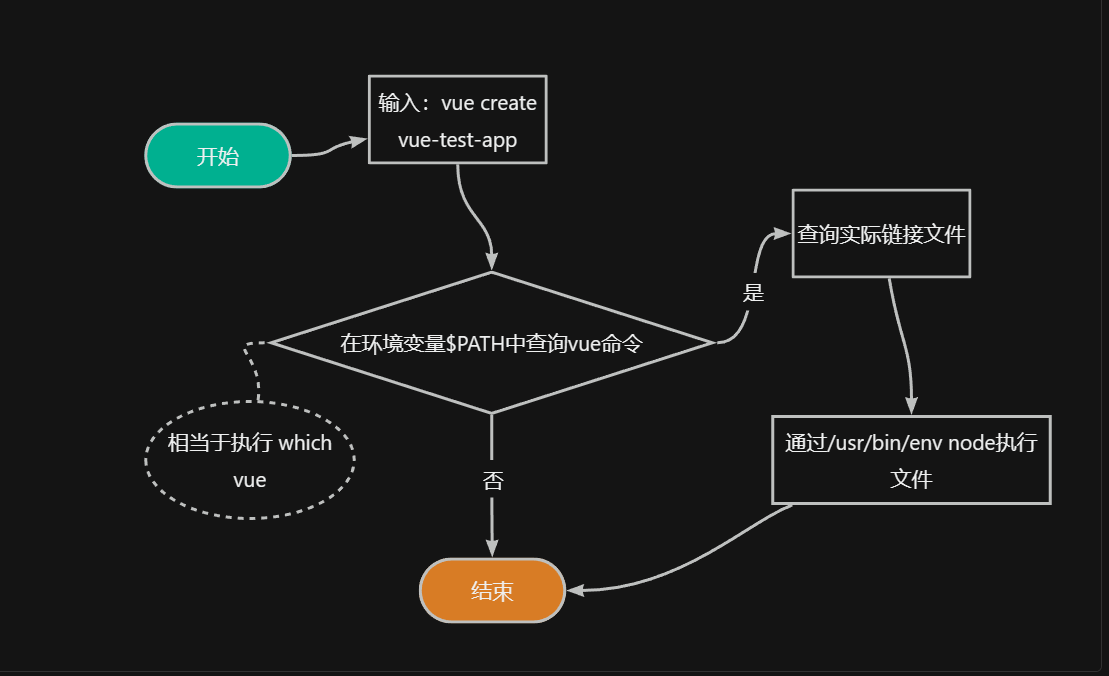 输入：vue create
vue-test-app
开始
查询实际链接文件
是
在环境变量$PATH中查询vue命令
相当于执行 which
vue
通过/usr/bin/env node执行
文件
否
结束